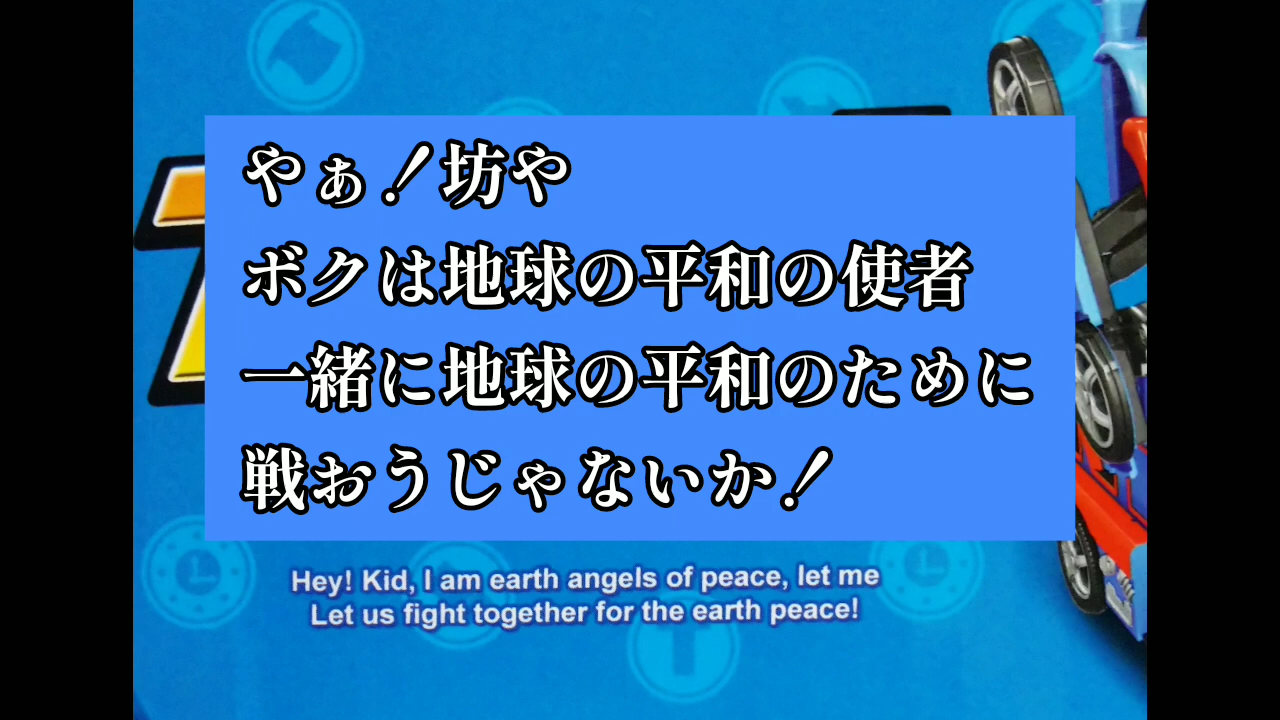 やぁ！坊や
ボクは地球の平和の使者
一緒に地球の平和のために
戦おうじゃないか！
Hey! Kid, I am earth angels of peace, let me
Let us fight together for the earth peace!